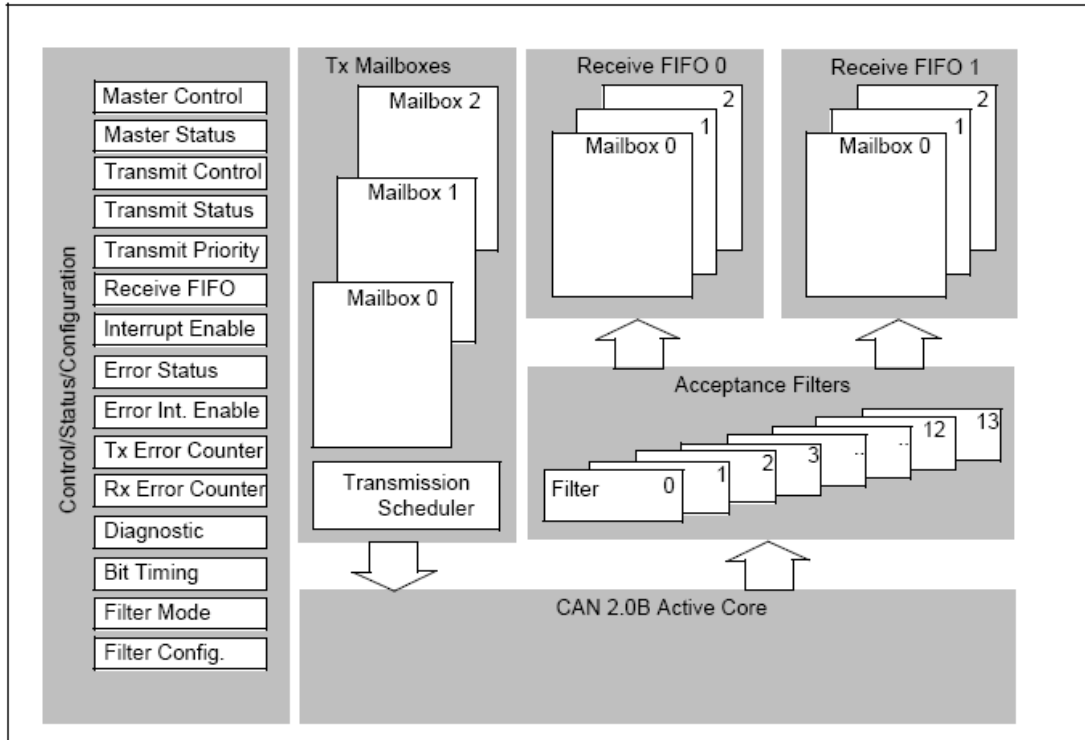 Control/Status/Configuration
Master Control
Master Status
Transmit Control
Transmit Status
Transmit Priority
Receive FIFO
Interrupt Enable
Error Status
Error Int. Enable
Tx Error Counter
Rx Error Counter
Diagnostic
Bit Timing
Filter Mode
Filter Config.
Tx Mailboxes
Mailbox 2
Mailbox 1
Mailbox 0
Transmission
Scheduler
Receive FIFO 0
2
1
Mailbox 0
Receive FIFO 1
2
1
Mailbox 0
Acceptance Filters
Filter 0
1
2
3
..
..
12
13
CAN 2.0B Active Core